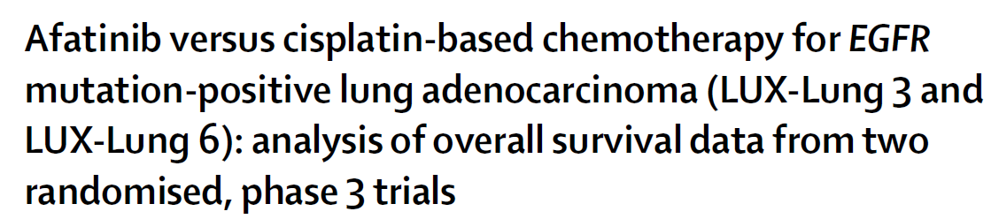 Afatinib versus cisplatin-based chemotherapy for EGFR
mutation-positive lung adenocarcinoma (LUX-Lung 3 and
LUX-Lung 6): analysis of overall survival data from two
randomised, phase 3 trials